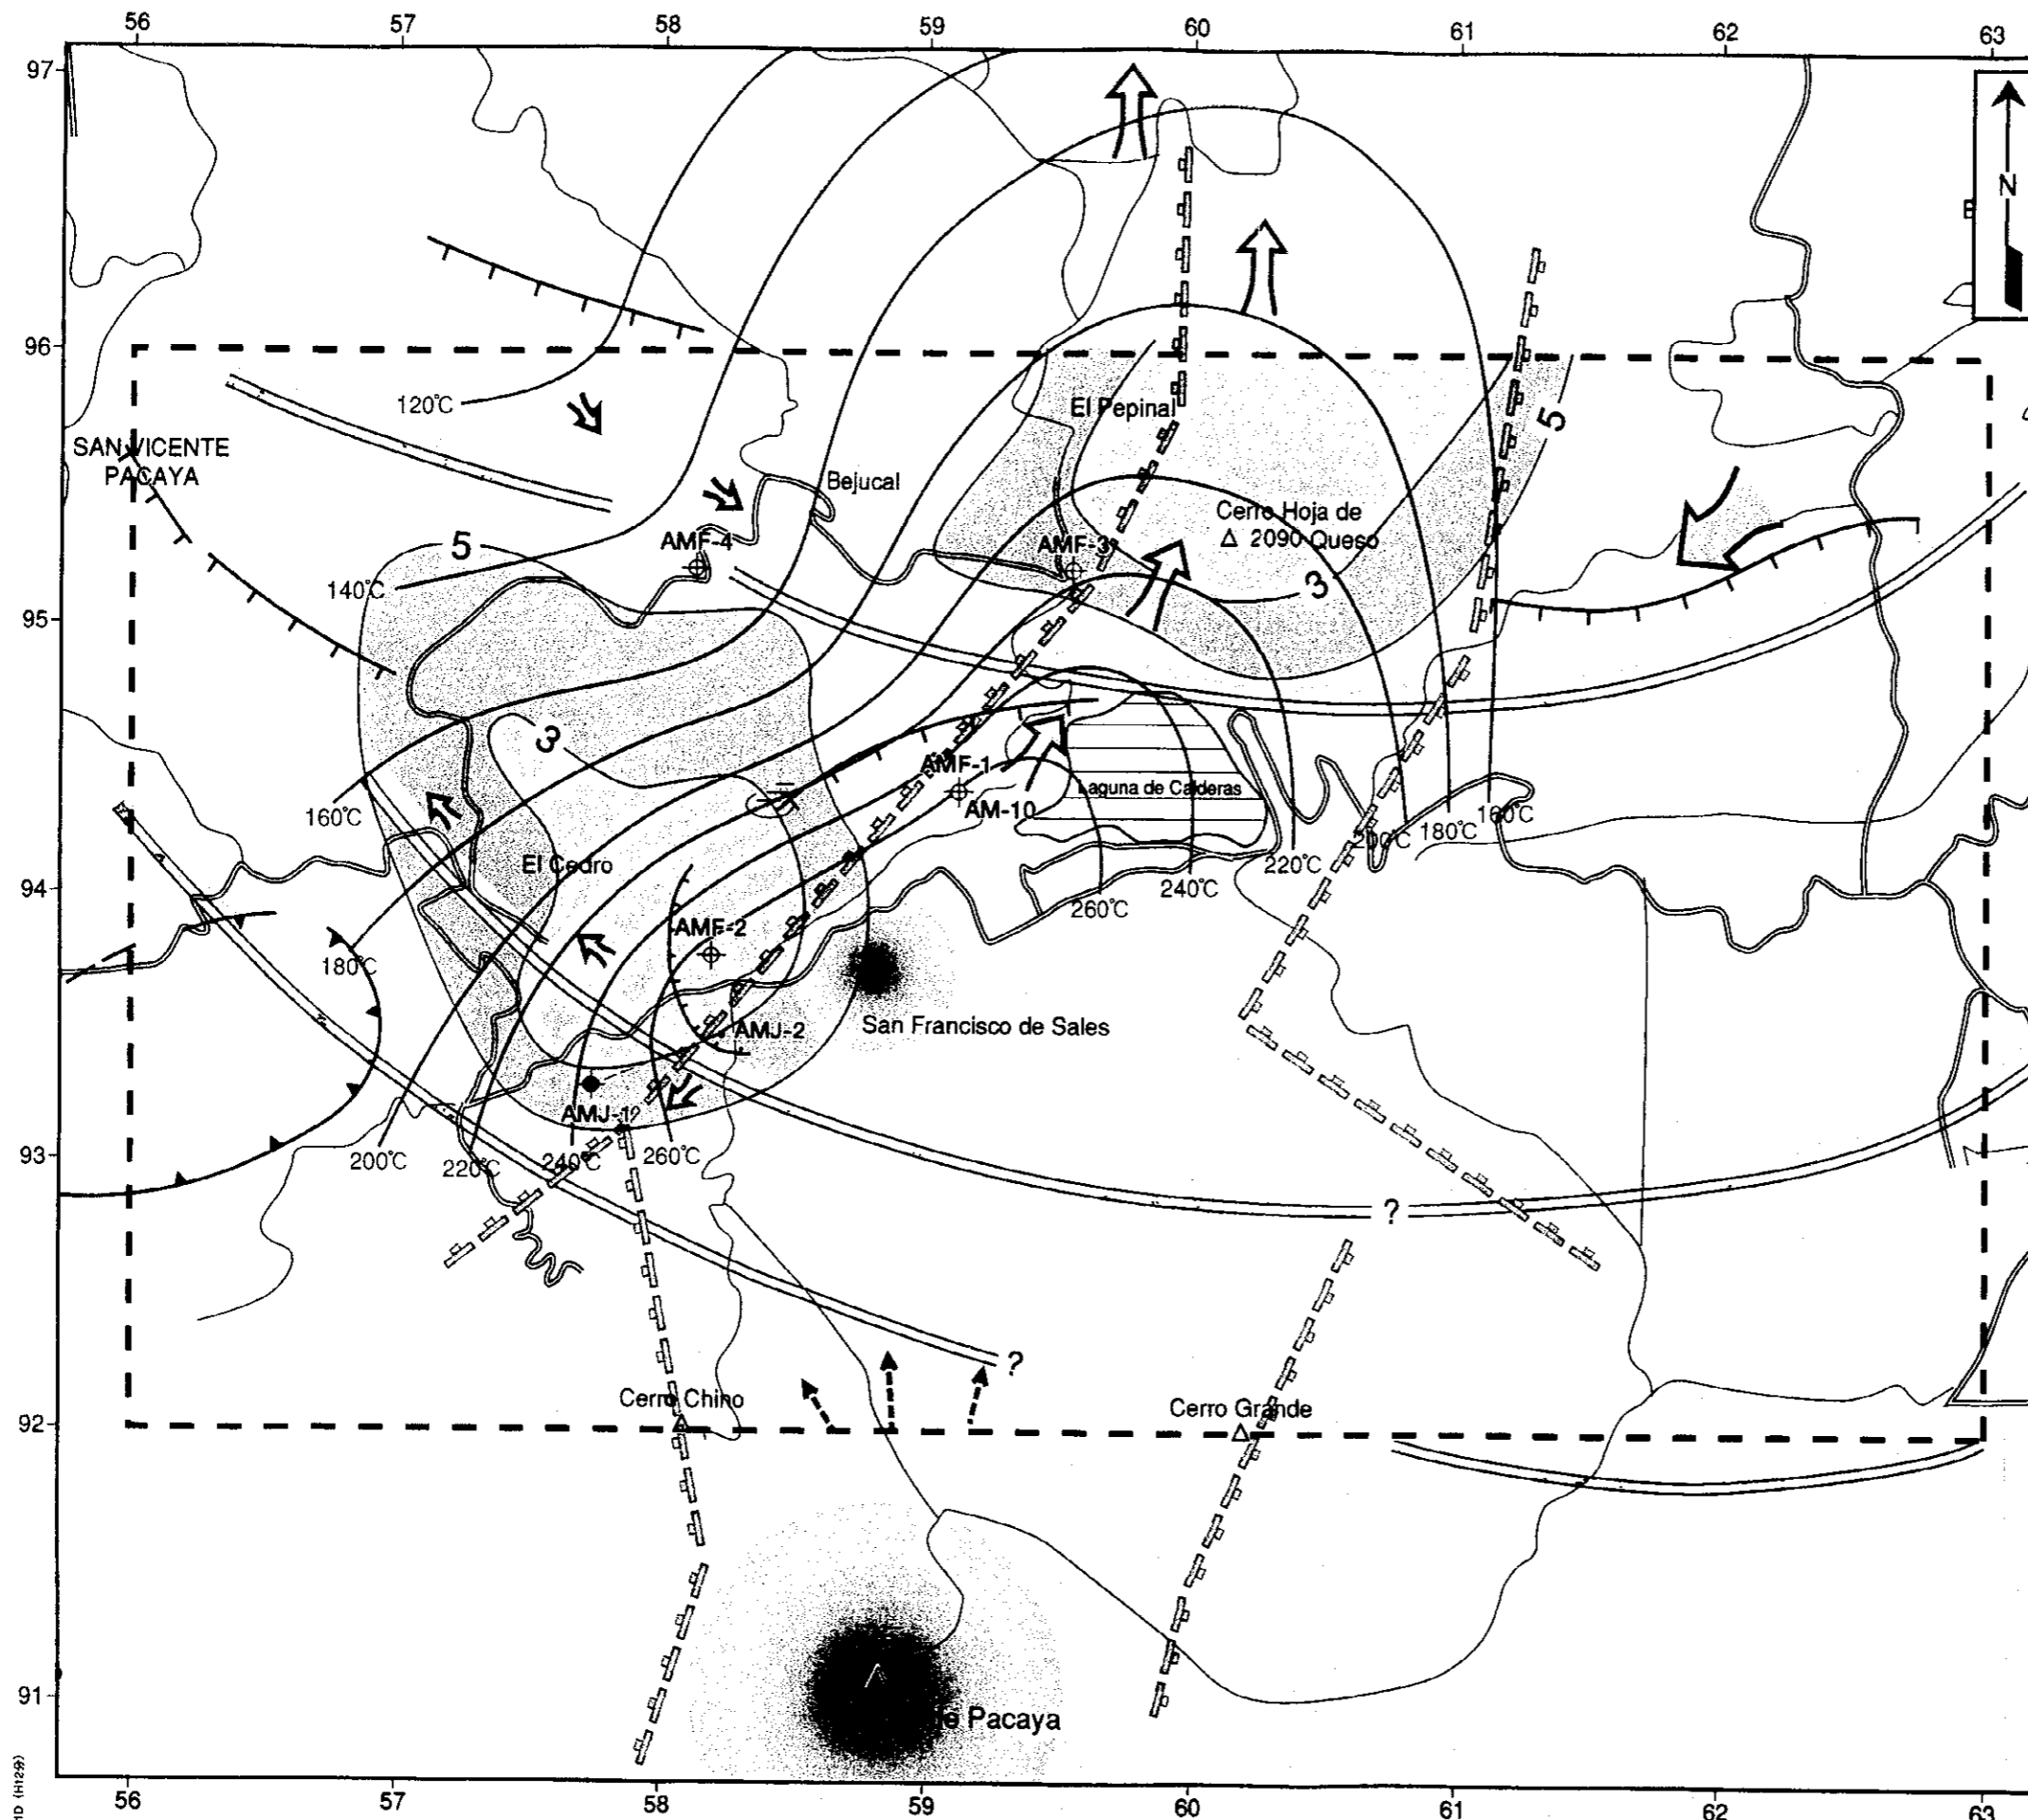 56 57 58 59 60 61 62 63
97
N
96
120°C
El Pepinal
5
SAN VICENTE
PACAYA
Bejucal
Cerro Hoja de
2090 Queso
5
AMF-4
AMF-3
140°C
3
95
3
AMF-1
Laguna de Calderas
AM-10
160°C
180°C
160°C
El Cedro
220°C
94
240°C
260°C
AMF-2
180°C
San Francisco de Sales
AMJ-2
AMJ-1
93
200°C
220°C
240°C
260°C
?
?
Cerro Chino
Cerro Grande
92
91
Pacaya
56 57 58 59 60 61 62 63